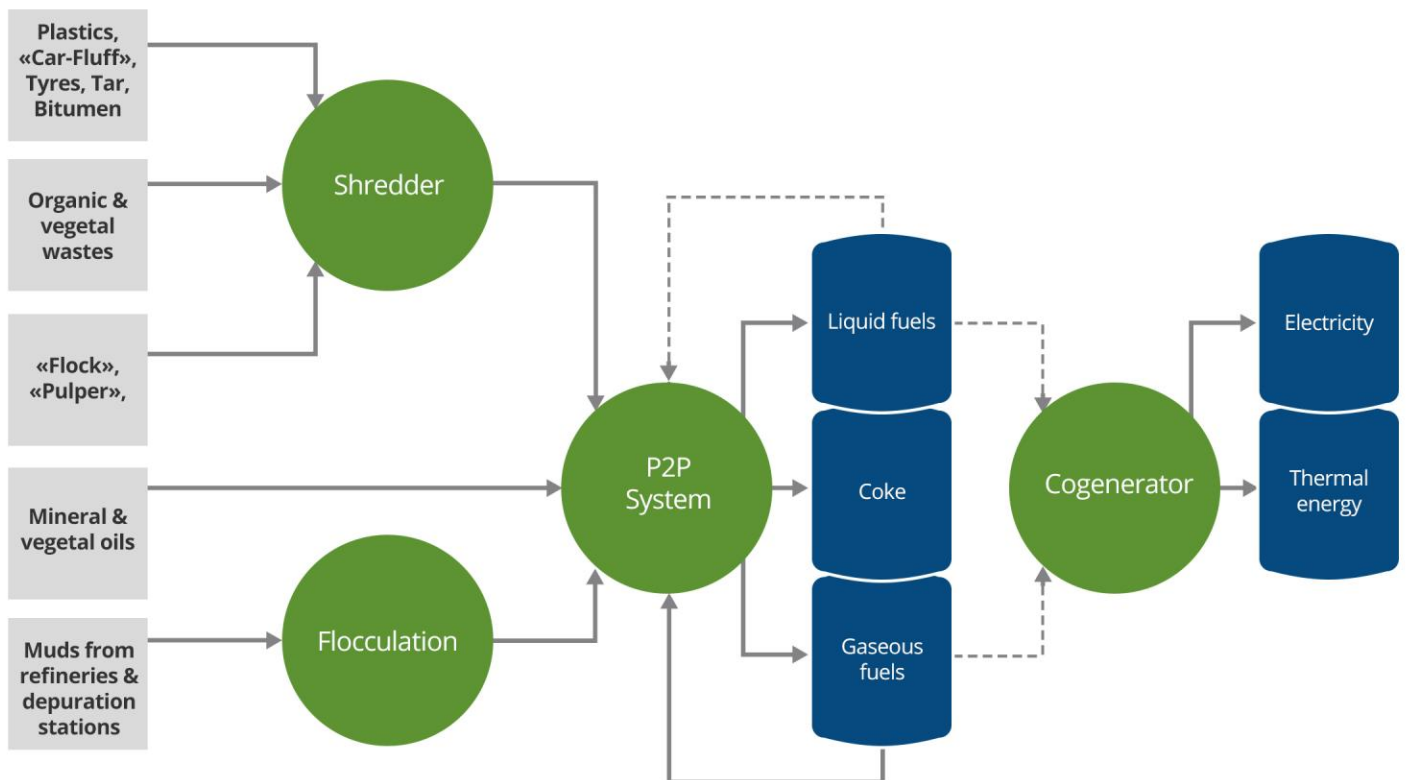 Plastics,
«Car-Fluff»,
Tyres, Tar,
Bitumen
Organic &
vegetal
wastes
«Flock»,
«Pulper»,
Mineral &
vegetal oils
Muds from
refineries &
depuration
stations
Shredder
Flocculation
P2P
System
Liquid fuels
Coke
Gaseous
fuels
Cogenerator
Electricity
Thermal
energy